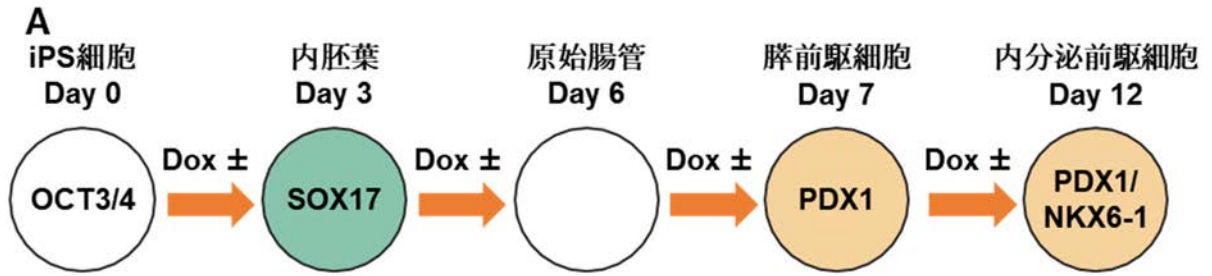 A
iPS細胞 内胚葉 原始腸管 膵前駆細胞 内分泌前駆細胞
Day 0 Day 3 Day 6 Day 7 Day 12
Dox ± Dox ± Dox ± Dox ±
OCT3/4 SOX17 PDX1 PDX1/
NKX6-1